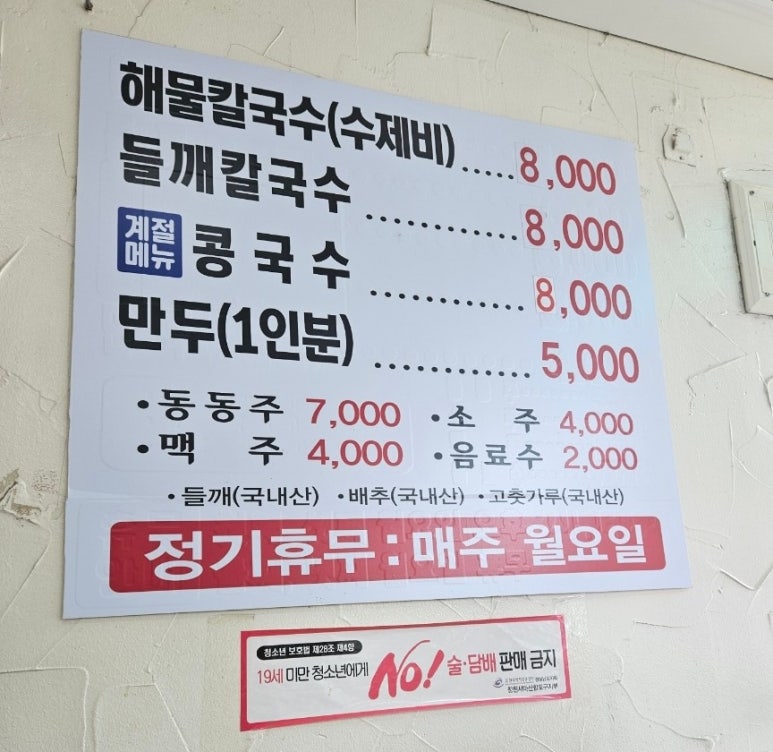 해물칼국수(수제비) ..... 8,000
들깨칼국수 ............ 8,000
계절메뉴 콩국수 ............ 8,000
만두(1인분) ............ 5,000
·동동주 7,000 ·소 주 4,000
·맥 주 4,000 ·음료수 2,000
·들깨(국내산) ·배추(국내산) ·고춧가루(국내산)
정기휴무 : 매주 월요일
청소년 보호법 제28조 제4항
19세 미만 청소년에게 NO! 술·담배 판매 금지